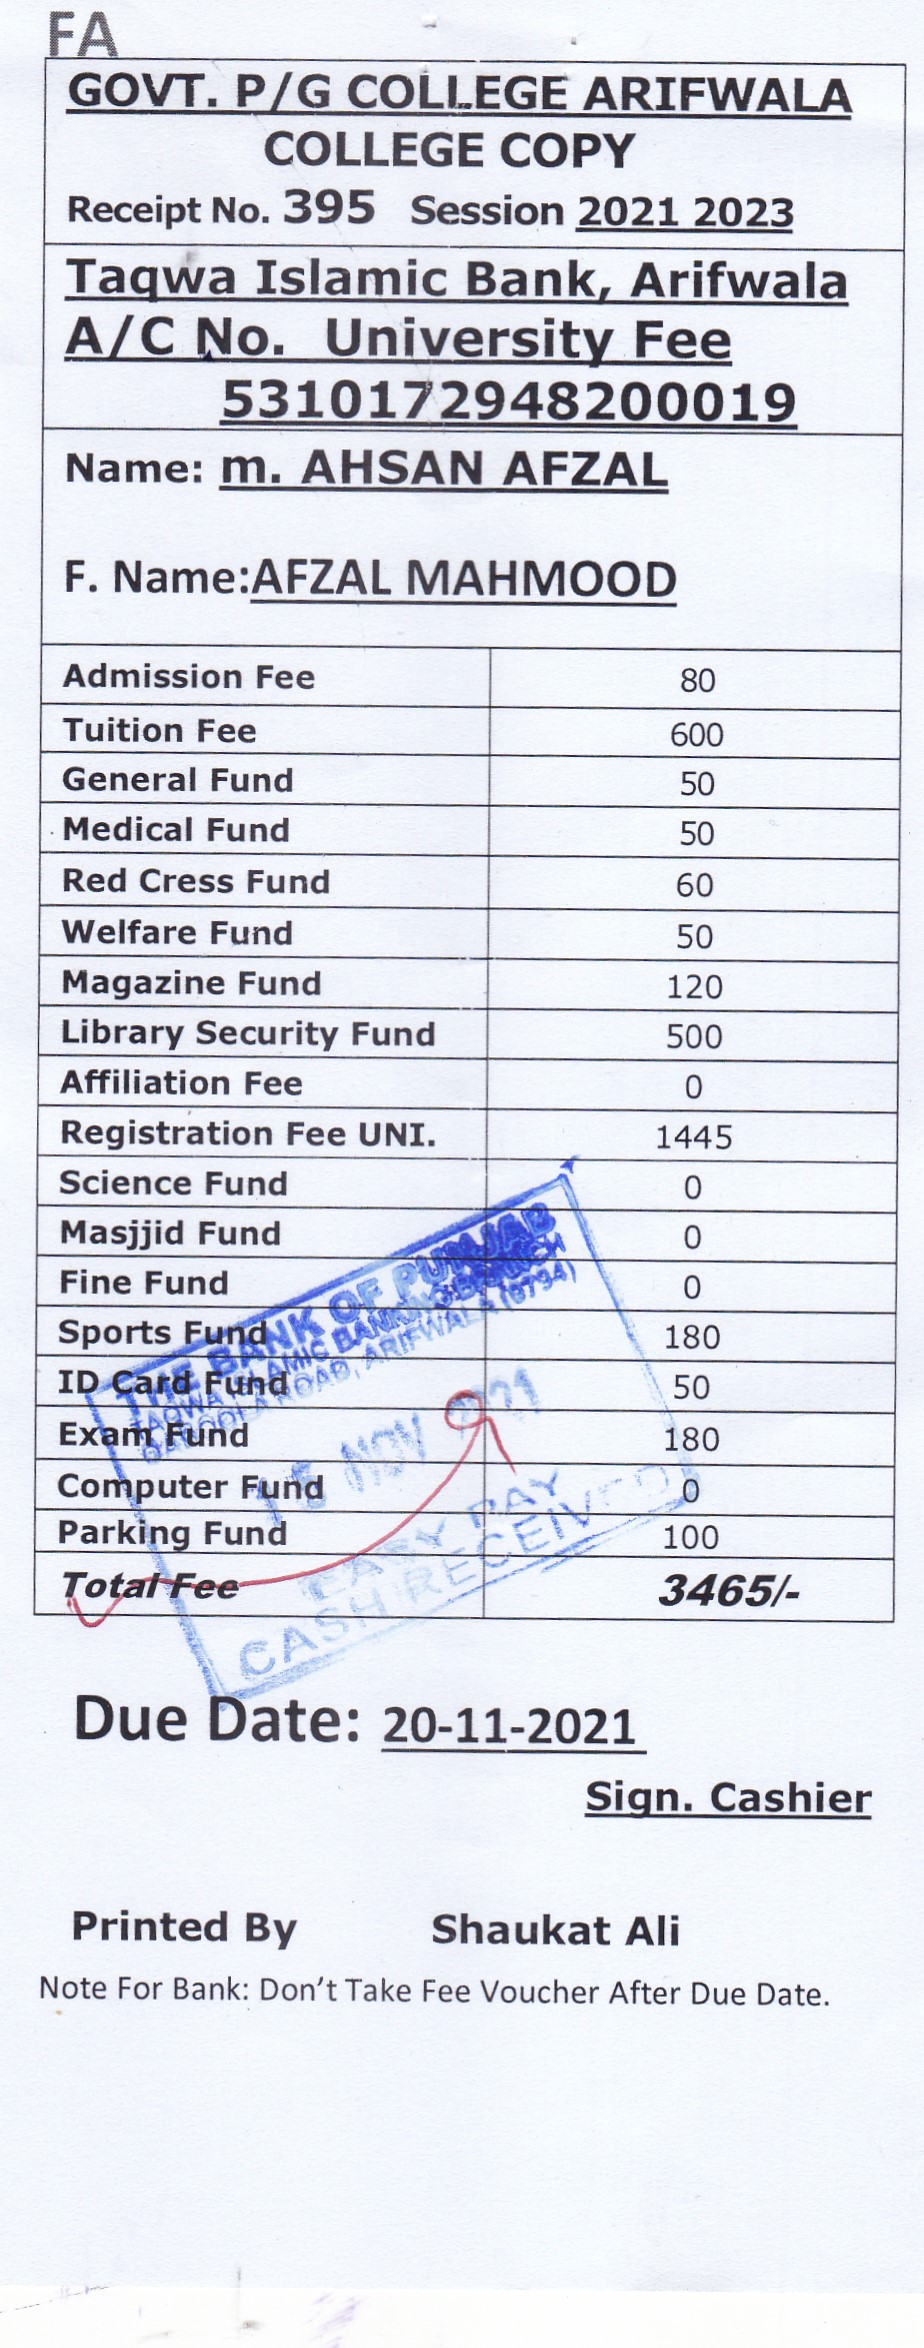 FA
GOVT. P/G COLLEGE ARIFWALA
COLLEGE COPY
Receipt No. 395 Session 2021 2023
Taqwa Islamic Bank, Arifwala
A/C No. University Fee
5310172948200019
Name: m. AHSAN AFZAL
F. Name:AFZAL MAHMOOD
Admission Fee 80
Tuition Fee 600
General Fund 50
Medical Fund 50
Red Cress Fund 60
Welfare Fund 50
Magazine Fund 120
Library Security Fund 500
Affiliation Fee 0
Registration Fee UNI. 1445
Science Fund 0
Masjjid Fund 0
Fine Fund 0
Sports Fund 180
ID Card Fund 50
Exam Fund 180
Computer Fund 0
Parking Fund 100
Total Fee 3465/-
THE BANK OF PUNJAB
TAQWA ISLAMIC BANKING BRANCH
ROAD, ARIFWALA (0794)
NOV 2021
EASY PAY
CASH RECEIVED
Due Date: 20-11-2021
Sign. Cashier
Printed By Shaukat Ali
Note For Bank: Don't Take Fee Voucher After Due Date.